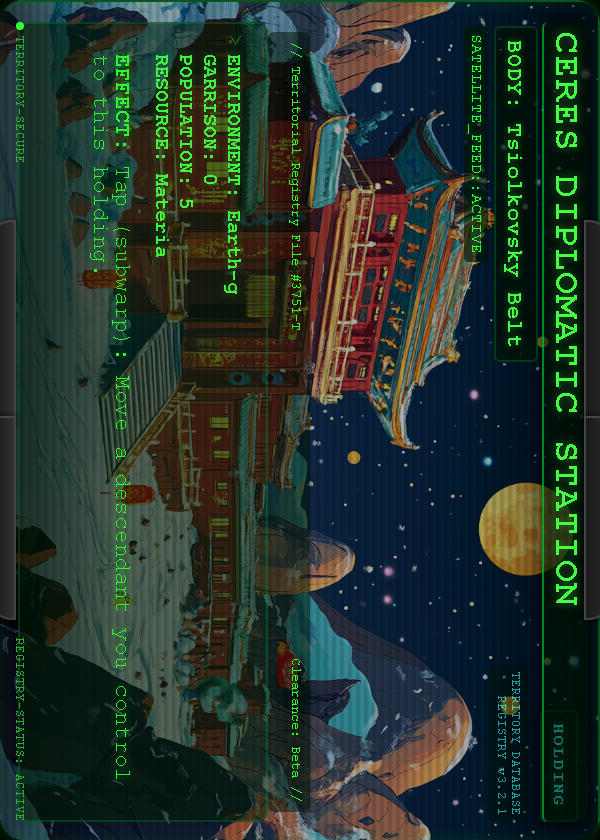 CERES DIPLOMATIC STATION
HOLDING
BODY: Tsiolkovsky Belt
TERRITORY DATABASE
REGISTRY v3.2.1
SATELLITE_FEED::ACTIVE
// Territorial Registry File #3751-T
Clearance: Beta //
> ENVIRONMENT: Earth-g
GARRISON: 0
POPULATION: 5
RESOURCE: Materia
EFFECT: Tap (subwarp): Move a descendant you control
to this holding.
TERRITORY-SECURE
REGISTRY-STATUS: ACTIVE